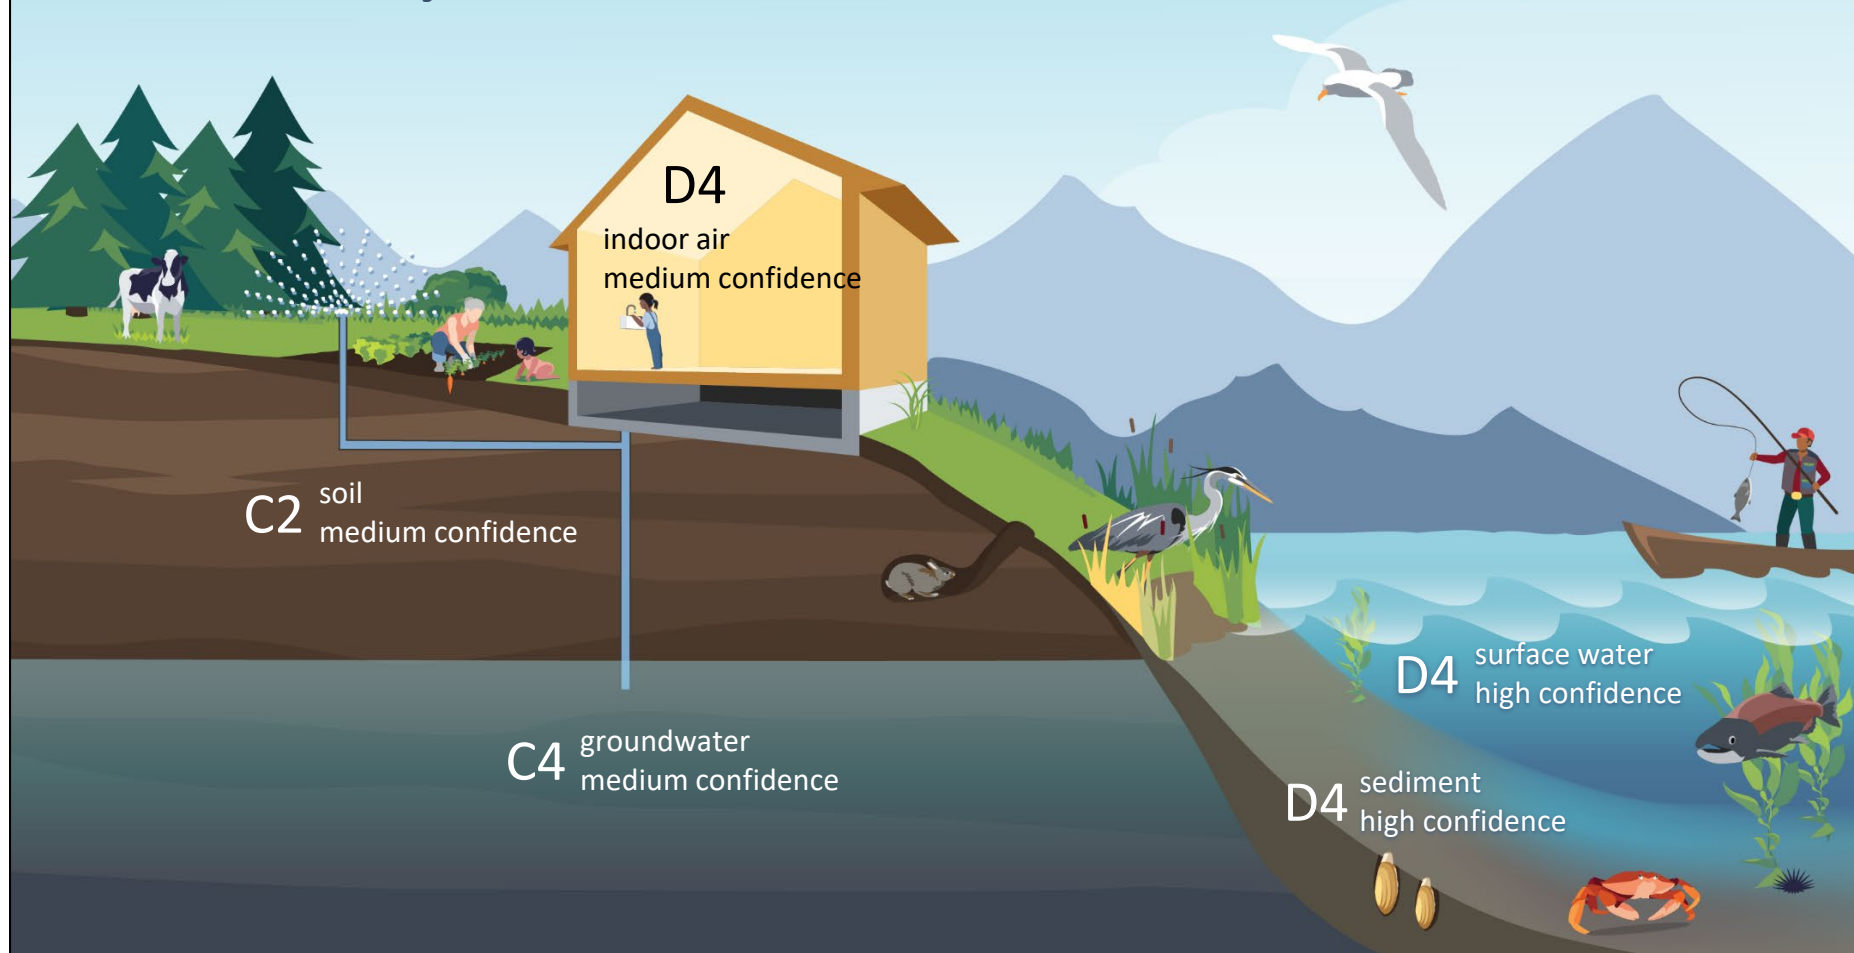 D4
indoor air
medium confidence
C2
soil
medium confidence
D4
surface water
high confidence
C4
groundwater
medium confidence
D4
sediment
high confidence